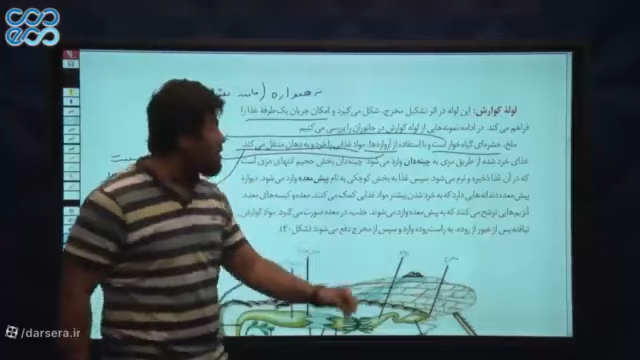 نه همواره (مانند
لولهٔ گوارش: این لوله در اثر تشکیل مخرج، شکل می‌گیرد و امکان جریان یک‌طرفهٔ غذا را
فراهم می کند. در ادامه نمونه‌هایی از لوله گوارش در جانوران را بررسی می کنیم.
ملخ، حشره‌ای گیاه‌خوار است و با استفاده از آرواره‌ها، مواد غذایی را خرد و به دهان منتقل می کند.
غذای خرد شده از طریق مری به چینه‌دان وارد می‌شود. چینه‌دان بخش حجیم انتهای مری است
که در آن غذا ذخیره و نرم می‌شود. سپس غذا به بخش کوچکی به نام پیش‌معده وارد می‌شود. دیوارهٔ
پیش معده دندانه‌هایی دارد که به خرد شدن بیشتر مواد غذایی کمک می‌کنند. معده و کیسه‌های معده،
آنزیم‌هایی ترشح می کنند که به پیش معده وارد می‌شوند. جذب، در معده صورت می‌گیرد. مواد گوارش
نیافته پس از عبور از روده، به راست‌روده وارد و سپس از مخرج دفع می‌شوند (شکل ۲۰).
مخرج
/darsera.ir